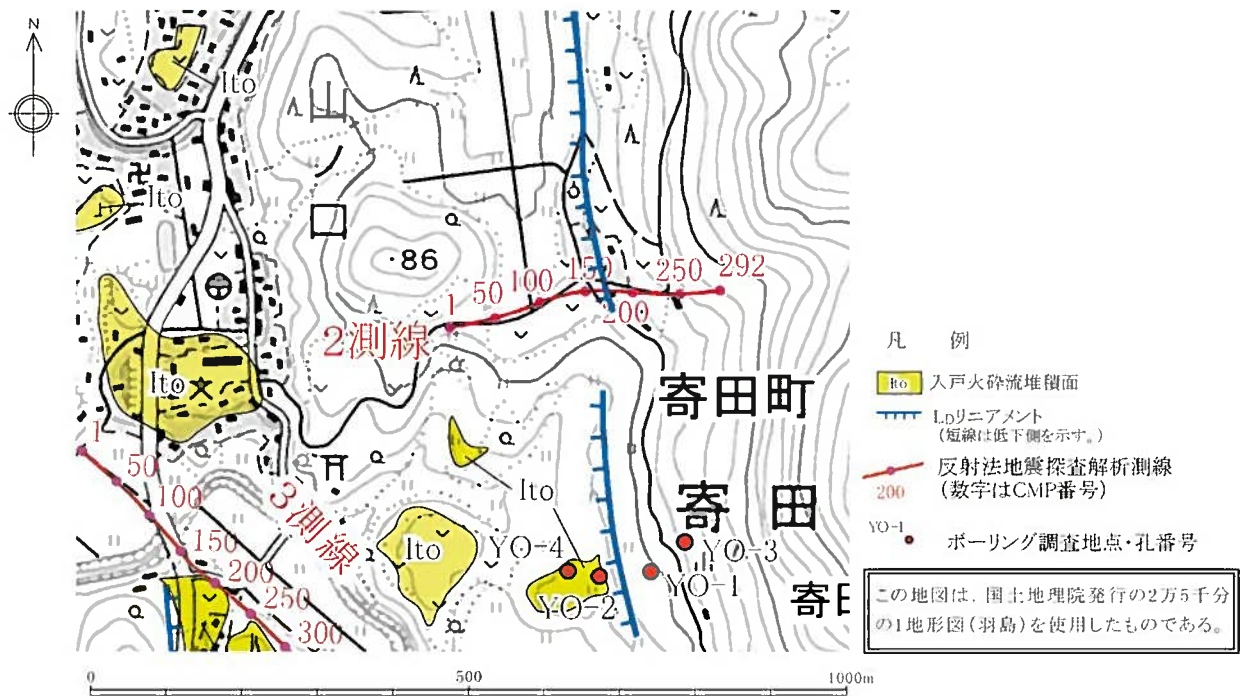 N
Ito
Ito
山
口
86
1
50
100
150
200
250
292
2測線
Ito
1
50
100
150
200
250
300
3測線
Ito
Ito
YO-4
YO-2
YO-3
YO-1
寄田町
寄田
寄田
凡 例
Ito 入戸火砕流堆積面
LDリニアメント
(短線は低下側を示す。)
反射法地震探査解析測線
200 (数字はCMP番号)
YO-1 ボーリング調査地点・孔番号
この地図は、国土地理院発行の2万5千分
の1地形図(羽島)を使用したものである。
0 500 1000m